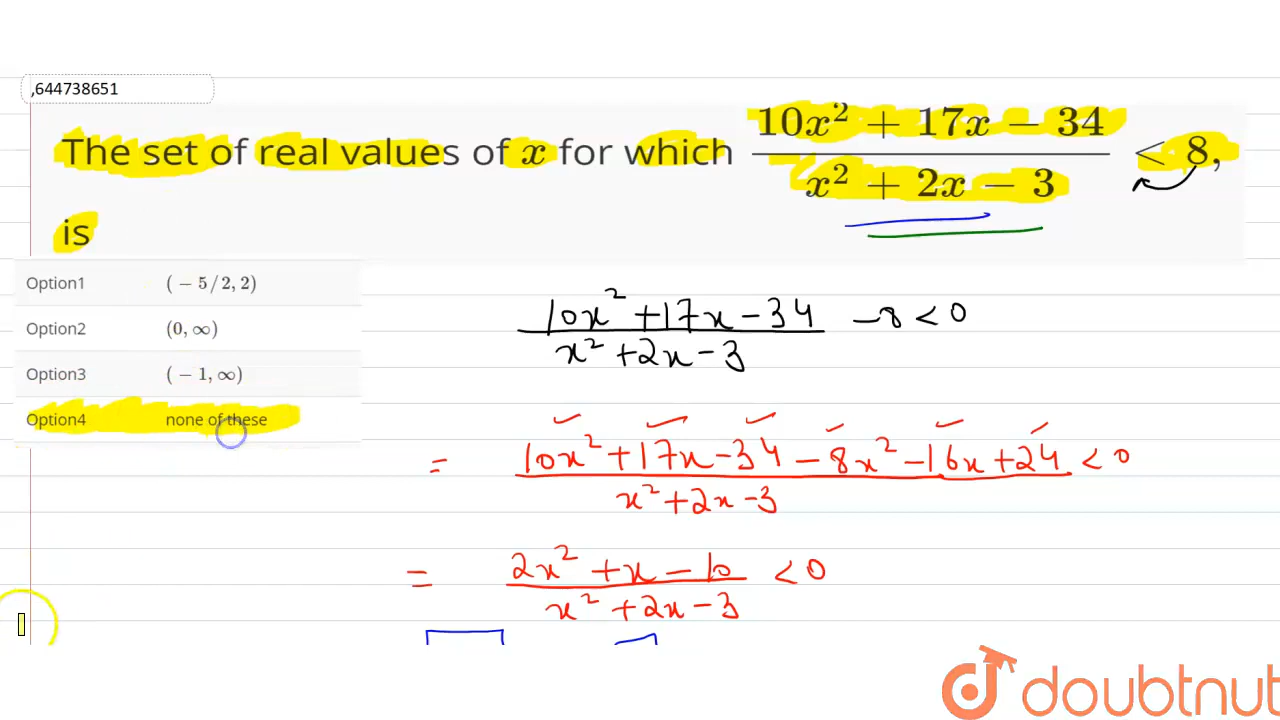 ,644738651
The set of real values of x for which (10x² + 17x − 34)/(x² + 2x − 3) < 8,
is
Option1 (−5/2, 2)
Option2 (0, ∞)
Option3 (−1, ∞)
Option4 none of these
(10x² + 17x − 34)/(x² + 2x − 3) − 8 < 0
= (10x² + 17x − 34 − 8x² − 16x + 24)/(x² + 2x − 3) < 0
= (2x² + x − 10)/(x² + 2x − 3) < 0
doubtnut